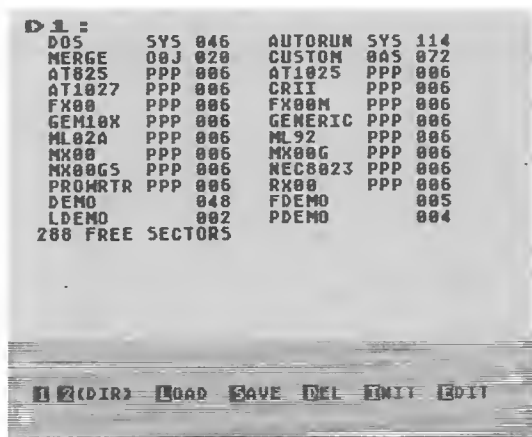 D1:
DOS SYS 046 AUTORUN SYS 114
MERGE OBJ 020 CUSTOM BAS 072
AT825 PPP 006 AT1025 PPP 006
AT1027 PPP 006 CRII PPP 006
FX80 PPP 006 FX80M PPP 006
GEM10X PPP 006 GENERIC PPP 006
ML82A PPP 006 ML92 PPP 006
MX80 PPP 006 MX80G PPP 006
MX80GS PPP 006 NEC8023 PPP 006
PROWRTR PPP 006 RX80 PPP 006
DEMO 048 FDEMO 005
LDEMO 002 PDEMO 004
288 FREE SECTORS
1 2(DIR) LOAD SAVE DEL INIT EDIT